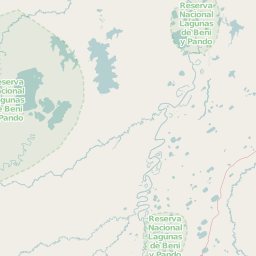 Reserva
Nacional
Lagunas
de Beni
y Pando
Reserva
Nacional
Lagunas
de Beni
Pando
Reserva
Nacional
Lagunas
de Beni
y Pando